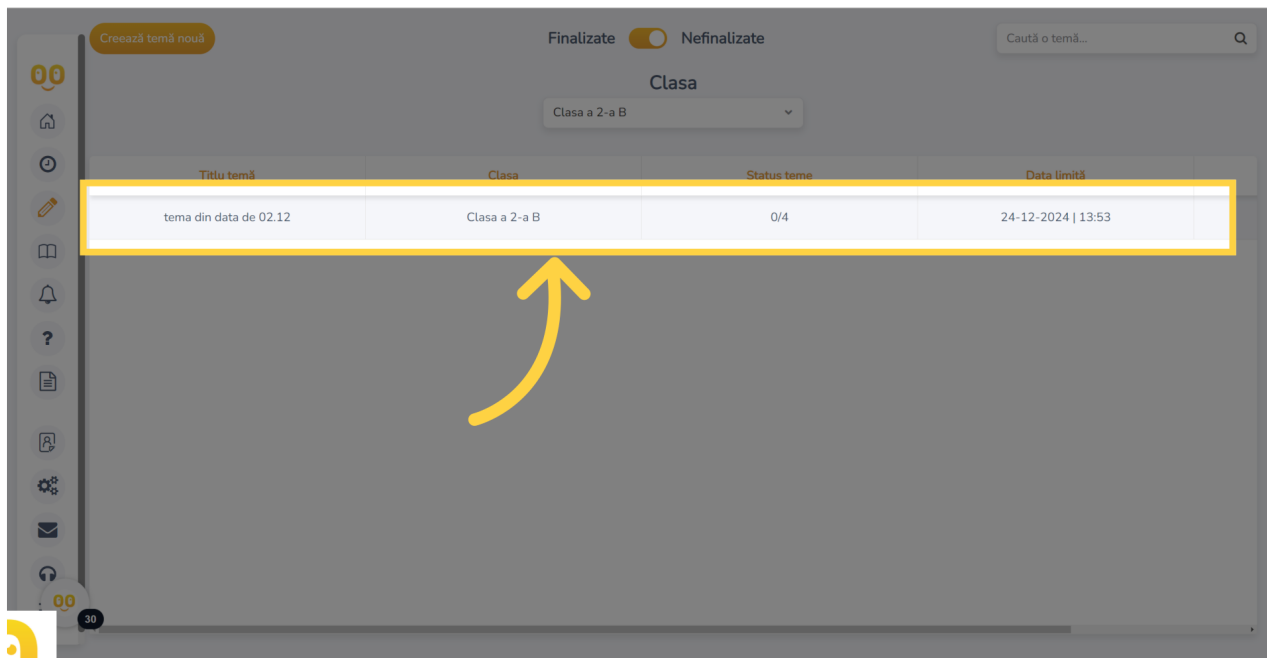 Creează temă nouă
Finalizate Nefinalizate
Caută o temă...
Clasa
Clasa a 2-a B
Titlu temă Clasa Status teme Data limită
tema din data de 02.12 Clasa a 2-a B 0/4 24-12-2024 | 13:53
?
30